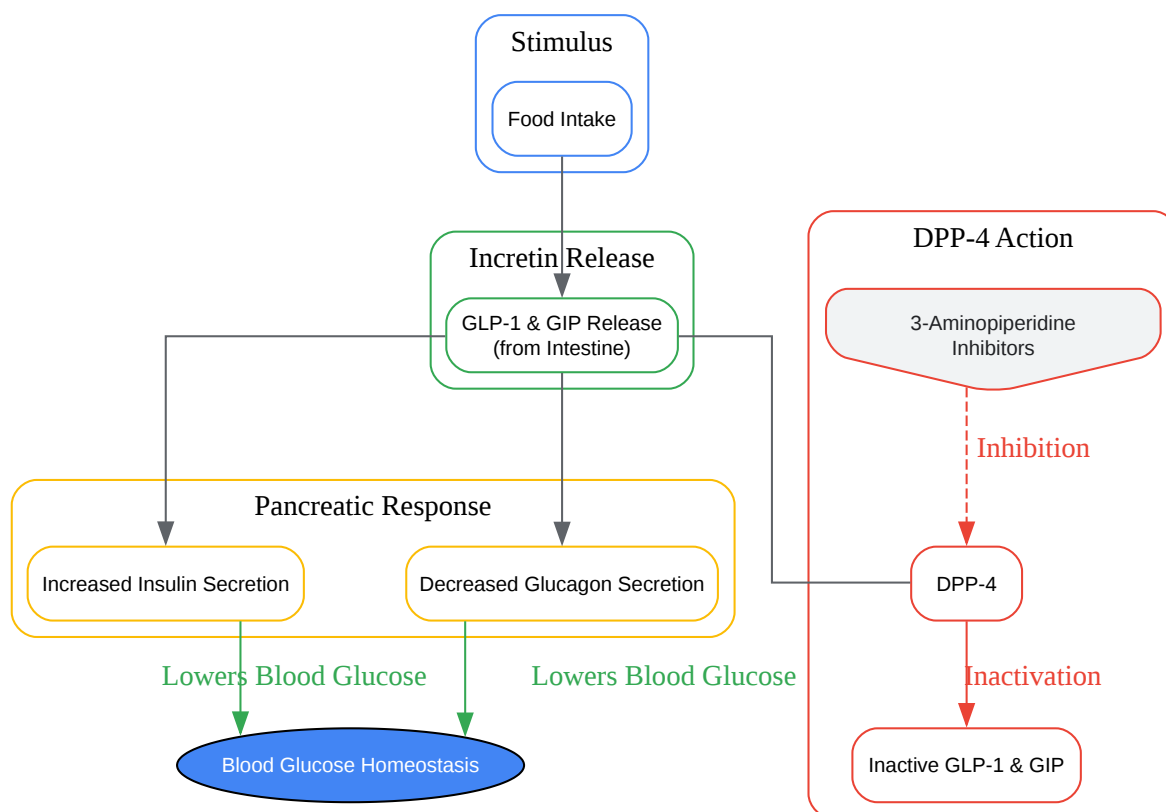 Stimulus
Food Intake
Incretin Release
GLP-1 & GIP Release
(from Intestine)
DPP-4 Action
3-Aminopiperidine
Inhibitors
Inhibition
Pancreatic Response
Increased Insulin Secretion
Decreased Glucagon Secretion
DPP-4
Lowers Blood Glucose
Lowers Blood Glucose
Inactivation
Blood Glucose Homeostasis
Inactive GLP-1 & GIP